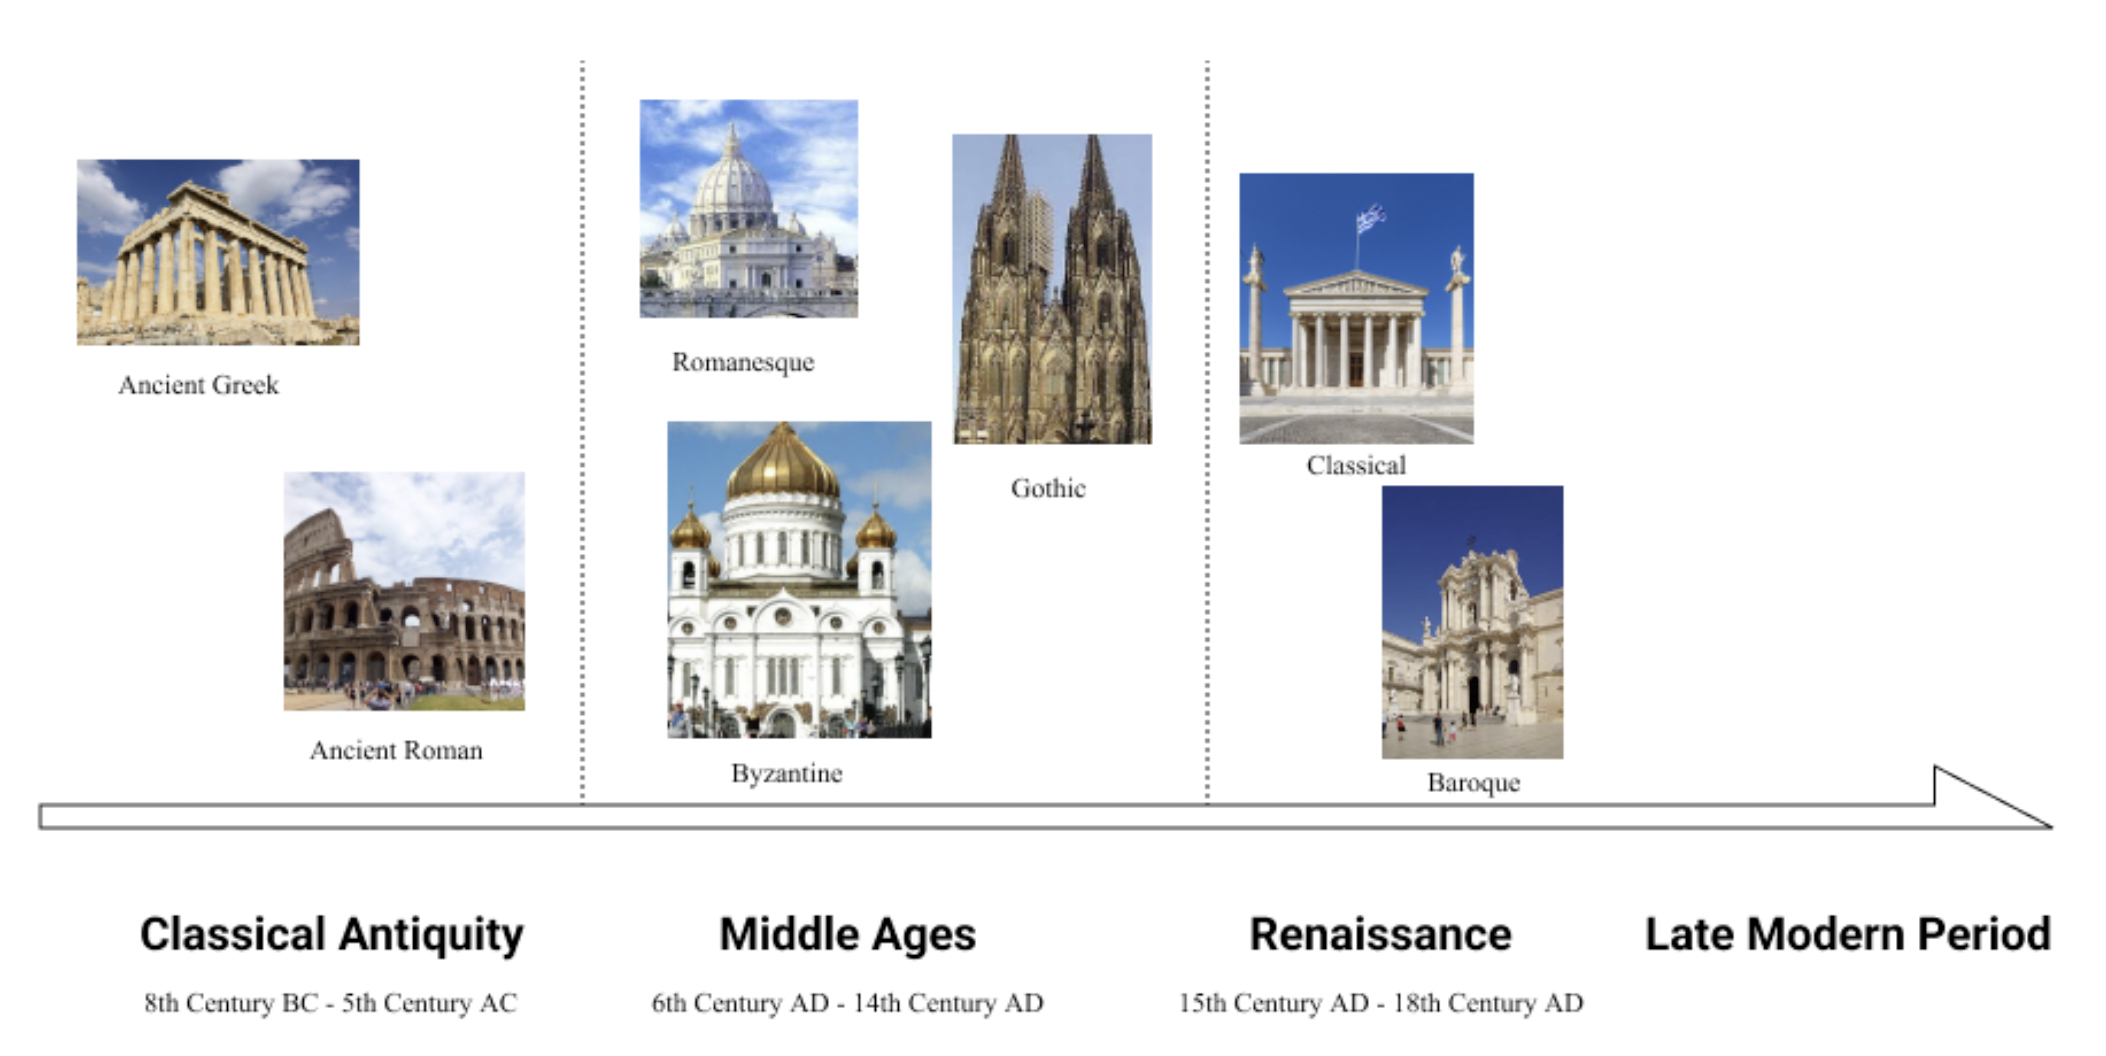 Ancient Greek
Ancient Roman
Romanesque
Byzantine
Gothic
Classical
Baroque
Classical Antiquity
8th Century BC - 5th Century AC
Middle Ages
6th Century AD - 14th Century AD
Renaissance
15th Century AD - 18th Century AD
Late Modern Period